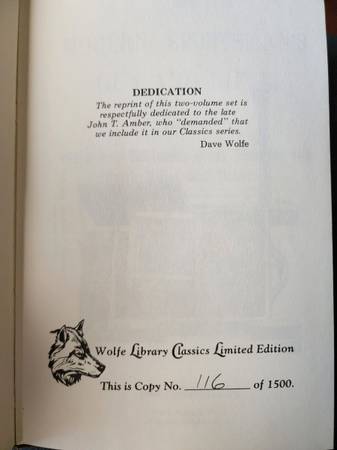 DEDICATION
The reprint of this two-volume set is
respectfully dedicated to the late
John T. Amber, who "demanded" that
we include it in our Classics series.
Dave Wolfe
Wolfe Library Classics Limited Edition
This is Copy No. 116 of 1500.